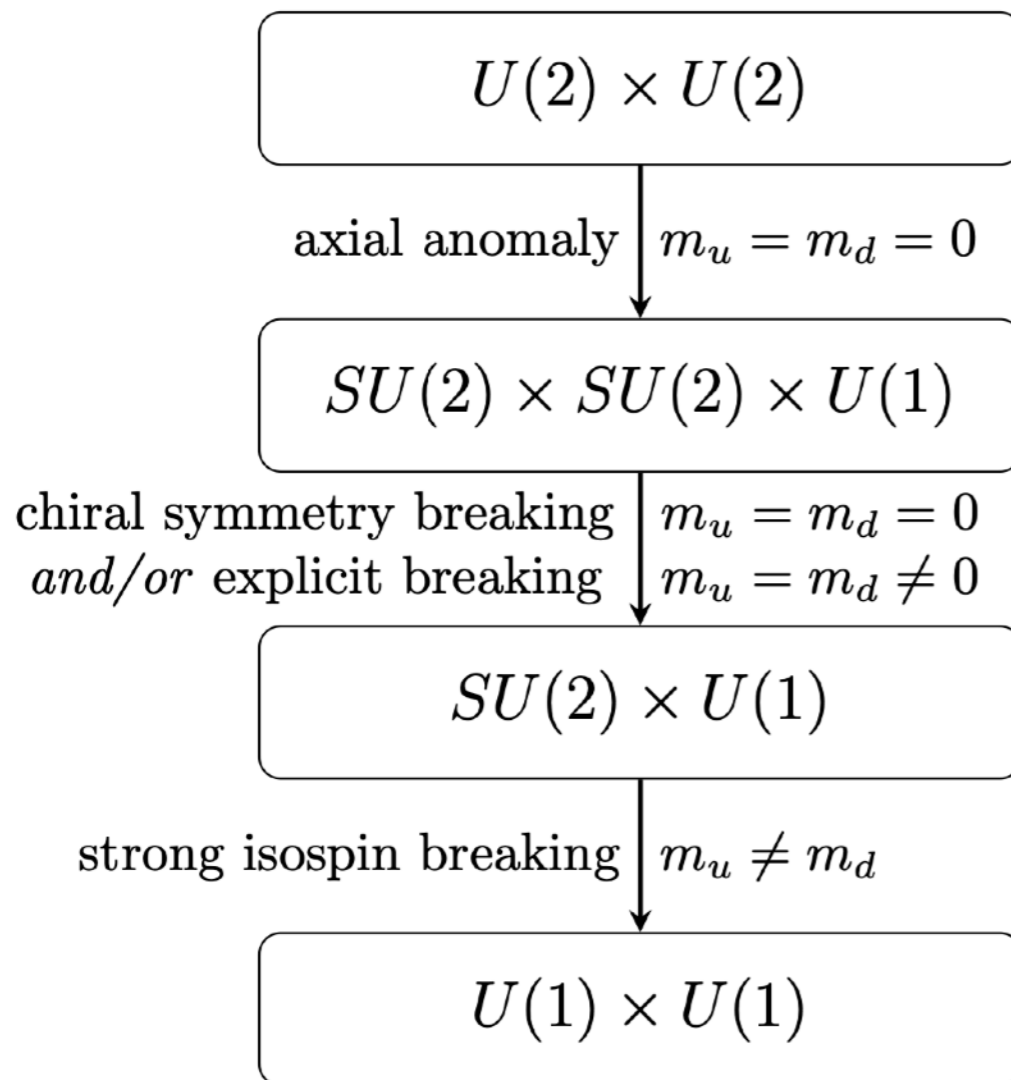 U(2) × U(2)
axial anomaly m_u = m_d = 0
SU(2) × SU(2) × U(1)
chiral symmetry breaking m_u = m_d = 0
and/or explicit breaking m_u = m_d ≠ 0
SU(2) × U(1)
strong isospin breaking m_u ≠ m_d
U(1) × U(1)